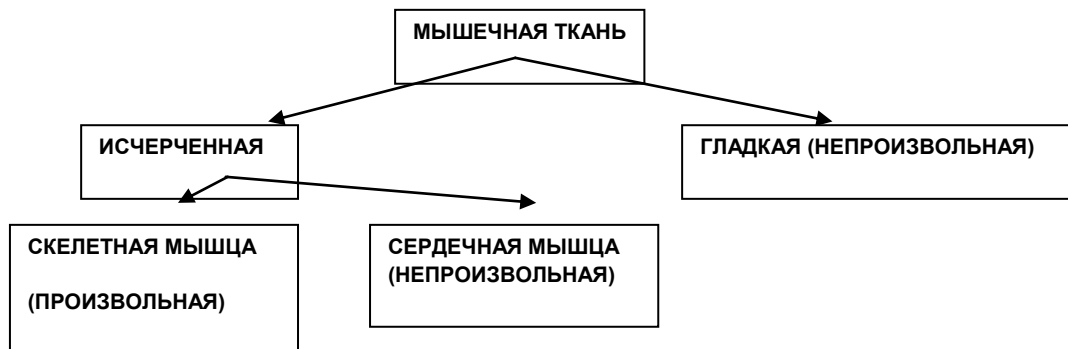 МЫШЕЧНАЯ ТКАНЬ
ИСЧЕРЧЕННАЯ
ГЛАДКАЯ (НЕПРОИЗВОЛЬНАЯ)
СКЕЛЕТНАЯ МЫШЦА
(ПРОИЗВОЛЬНАЯ)
СЕРДЕЧНАЯ МЫШЦА
(НЕПРОИЗВОЛЬНАЯ)